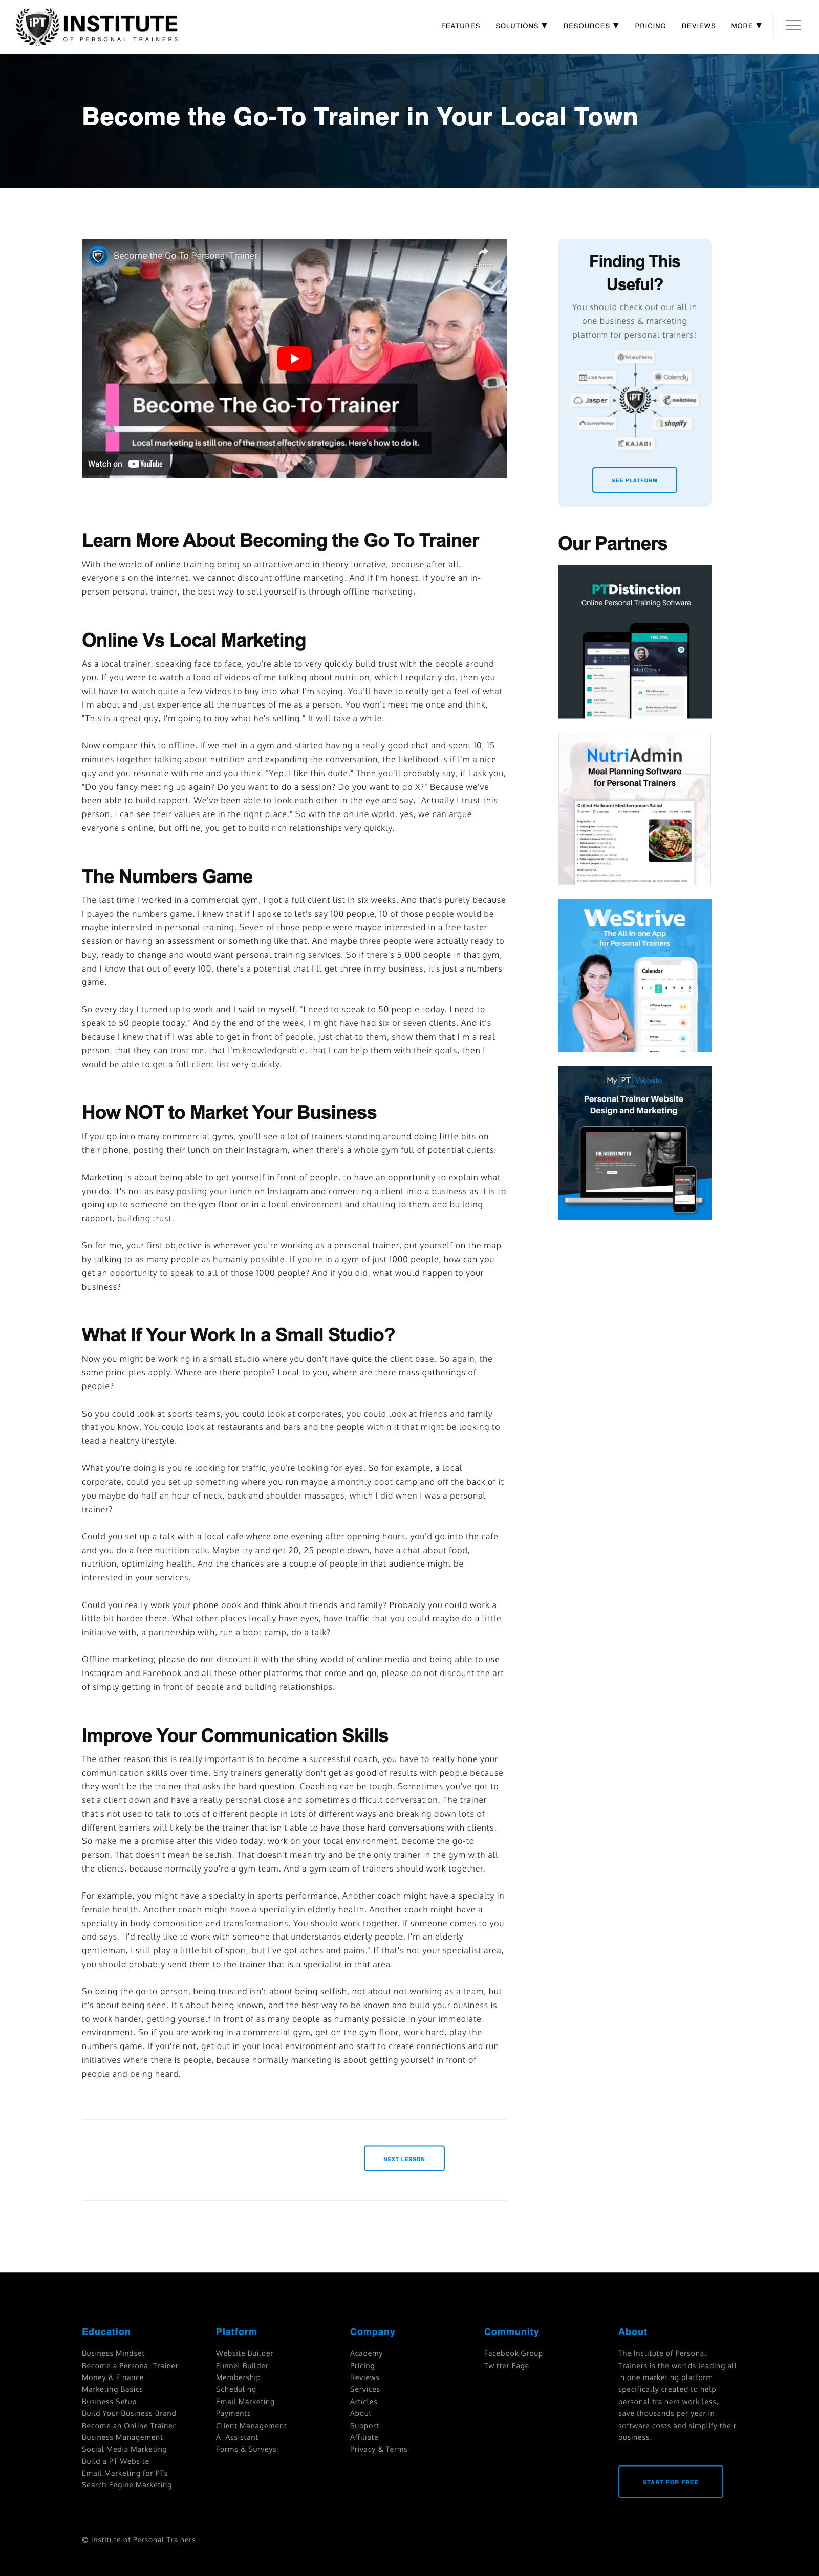 iPT INSTITUTE
OF PERSONAL TRAINERS
FEATURES SOLUTIONS ▼ RESOURCES ▼ PRICING REVIEWS MORE ▼
Become the Go-To Trainer in Your Local Town
Become the Go To Personal Trainer
Become The Go-To Trainer
Local marketing is still one of the most effectiv strategies. Here's how to do it.
Watch on YouTube
Learn More About Becoming the Go To Trainer
With the world of online training being so attractive and in theory lucrative, because after all,
everyone's on the internet, we cannot discount offline marketing. And if I'm honest, if you're an in-
person personal trainer, the best way to sell yourself is through offline marketing.
Online Vs Local Marketing
As a local trainer, speaking face to face, you're able to very quickly build trust with the people around
you. If you were to watch a load of videos of me talking about nutrition, which I regularly do, then you
will have to watch quite a few videos to buy into what I'm saying. You'll have to really get a feel of what
I'm about and just experience all the nuances of me as a person. You won't meet me once and think,
"This is a great guy, I'm going to buy what he's selling." It will take a while.
Now compare this to offline. If we met in a gym and started having a really good chat and spent 10, 15
minutes together talking about nutrition and expanding the conversation, the likelihood is if I'm a nice
guy and you resonate with me and you think, "Yep, I like this dude." Then you'll probably say, if I ask you,
"Do you fancy meeting up again? Do you want to do a session? Do you want to do X?" Because we've
been able to build rapport. We've been able to look each other in the eye and say, "Actually I trust this
person. I can see their values are in the right place." So with the online world, yes, we can argue
everyone's online, but offline, you get to build rich relationships very quickly.
The Numbers Game
The last time I worked in a commercial gym, I got a full client list in six weeks. And that's purely because
I played the numbers game. I knew that if I spoke to let's say 100 people, 10 of those people would be
maybe interested in personal training. Seven of those people were maybe interested in a free taster
session or having an assessment or something like that. And maybe three people were actually ready to
buy, ready to change and would want personal training services. So if there's 5,000 people in that gym,
and I know that out of every 100, there's a potential that I'll get three in my business, it's just a numbers
game.
So every day I turned up to work and I said to myself, "I need to speak to 50 people today. I need to
speak to 50 people today." And by the end of the week, I might have had six or seven clients. And it's
because I knew that if I was able to get in front of people, just chat to them, show them that I'm a real
person, that they can trust me, that I'm knowledgeable, that I can help them with their goals, then I
would be able to get a full client list very quickly.
How NOT to Market Your Business
If you go into many commercial gyms, you'll see a lot of trainers standing around doing little bits on
their phone, posting their lunch on their Instagram, when there's a whole gym full of potential clients.
Marketing is about being able to get yourself in front of people, to have an opportunity to explain what
you do. It's not as easy posting your lunch on Instagram and converting a client into a business as it is to
going up to someone on the gym floor or in a local environment and chatting to them and building
rapport, building trust.
So for me, your first objective is wherever you're working as a personal trainer, put yourself on the map
by talking to as many people as humanly possible. If you're in a gym of just 1000 people, how can you
get an opportunity to speak to all of those 1000 people? And if you did, what would happen to your
business?
What If Your Work In a Small Studio?
Now you might be working in a small studio where you don't have quite the client base. So again, the
same principles apply. Where are there people? Local to you, where are there mass gatherings of
people?
So you could look at sports teams, you could look at corporates, you could look at friends and family
that you know. You could look at restaurants and bars and the people within it that might be looking to
lead a healthy lifestyle.
What you're doing is you're looking for traffic, you're looking for eyes. So for example, a local
corporate, could you set up something where you run maybe a monthly boot camp and off the back of it
you maybe do half an hour of neck, back and shoulder massages, which I did when I was a personal
trainer?
Could you set up a talk with a local cafe where one evening after opening hours, you'd go into the cafe
and you do a free nutrition talk. Maybe try and get 20, 25 people down, have a chat about food,
nutrition, optimizing health. And the chances are a couple of people in that audience might be
interested in your services.
Could you really work your phone book and think about friends and family? Probably you could work a
little bit harder there. What other places locally have eyes, have traffic that you could maybe do a little
initiative with, a partnership with, run a boot camp, do a talk?
Offline marketing; please do not discount it with the shiny world of online media and being able to use
Instagram and Facebook and all these other platforms that come and go, please do not discount the art
of simply getting in front of people and building relationships.
Improve Your Communication Skills
The other reason this is really important is to become a successful coach, you have to really hone your
communication skills over time. Shy trainers generally don't get as good of results with people because
they won't be the trainer that asks the hard question. Coaching can be tough. Sometimes you've got to
set a client down and have a really personal close and sometimes difficult conversation. The trainer
that's not used to talk to lots of different people in lots of different ways and breaking down lots of
different barriers will likely be the trainer that isn't able to have those hard conversations with clients.
So make me a promise after this video today, work on your local environment, become the go-to
person. That doesn't mean be selfish. That doesn't mean try and be the only trainer in the gym with all
the clients, because normally you're a gym team. And a gym team of trainers should work together.
For example, you might have a specialty in sports performance. Another coach might have a specialty in
female health. Another coach might have a specialty in elderly health. Another coach might have a
specialty in body composition and transformations. You should work together. If someone comes to you
and says, "I'd really like to work with someone that understands elderly people. I'm an elderly
gentleman, I still play a little bit of sport, but I've got aches and pains." If that's not your specialist area,
you should probably send them to the trainer that is a specialist in that area.
So being the go-to person, being trusted isn't about being selfish, not about not working as a team, but
it's about being seen. It's about being known, and the best way to be known and build your business is
to work harder, getting yourself in front of as many people as humanly possible in your immediate
environment. So if you are working in a commercial gym, get on the gym floor, work hard, play the
numbers game. If you're not, get out in your local environment and start to create connections and run
initiatives where there is people, because normally marketing is about getting yourself in front of
people and being heard.
NEXT LESSON
Finding This
Useful?
You should check out our all in
one business & marketing
platform for personal trainers!
WordPress
click funnels
Calendly
Jasper
iPT
mailchimp
SurveyMonkey
shopify
KAJABI
SEE PLATFORM
Our Partners
PTDistinction
Online Personal Training Software
FREE TRIAL
Matt O'Brien
NutriAdmin
Meal Planning Software
for Personal Trainers
Grilled Halloumi Mediterranean Salad
Ingredients:
Instructions:
WeStrive
The All-in-one App
for Personal Trainers
Calendar
My PT Website
Personal Trainer Website
Design and Marketing
THE FASTEST WAY TO
Education
Business Mindset
Become a Personal Trainer
Money & Finance
Marketing Basics
Business Setup
Build Your Business Brand
Become an Online Trainer
Business Management
Social Media Marketing
Build a PT Website
Email Marketing for PTs
Search Engine Marketing
Platform
Website Builder
Funnel Builder
Membership
Scheduling
Email Marketing
Payments
Client Management
AI Assistant
Forms & Surveys
Company
Academy
Pricing
Reviews
Services
Articles
About
Support
Affiliate
Privacy & Terms
Community
Facebook Group
Twitter Page
About
The Institute of Personal
Trainers is the worlds leading all
in one marketing platform
specifically created to help
personal trainers work less,
save thousands per year in
software costs and simplify their
business.
START FOR FREE
© Institute of Personal Trainers